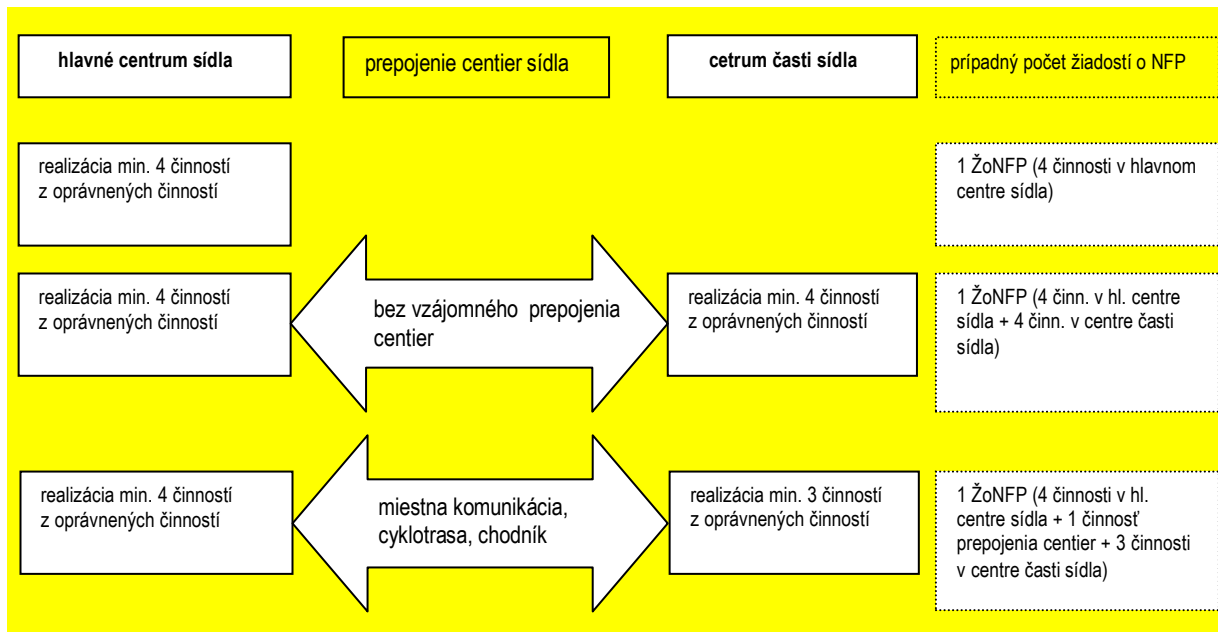 hlavné centrum sídla
prepojenie centier sídla
cetrum časti sídla
prípadný počet žiadostí o NFP
realizácia min. 4 činností
z oprávnených činností
1 ŽoNFP (4 činnosti v hlavnom
centre sídla)
realizácia min. 4 činností
z oprávnených činností
bez vzájomného prepojenia
centier
realizácia min. 4 činností
z oprávnených činností
1 ŽoNFP (4 činn. v hl. centre
sídla + 4 činn. v centre časti
sídla)
realizácia min. 4 činností
z oprávnených činností
miestna komunikácia,
cyklotrasa, chodník
realizácia min. 3 činností
z oprávnených činností
1 ŽoNFP (4 činnosti v hl.
centre sídla + 1 činnosť
prepojenia centier + 3 činnosti
v centre časti sídla)